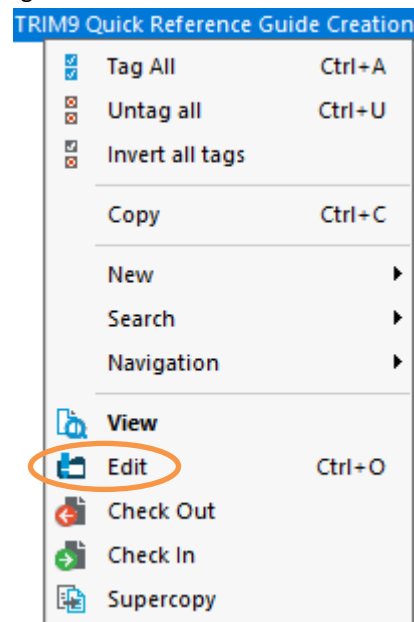 TRIM9 Quick Reference Guide Creation
Tag All Ctrl+A
Untag all Ctrl+U
Invert all tags
Copy Ctrl+C
New
Search
Navigation
View
Edit Ctrl+O
Check Out
Check In
Supercopy